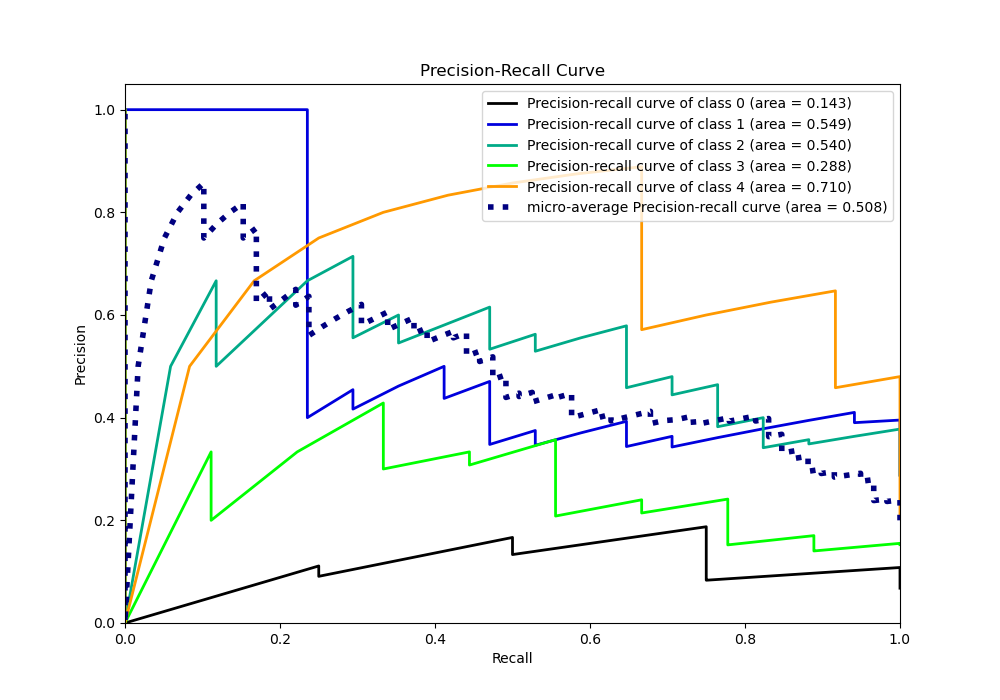 Precision-Recall Curve
Precision-recall curve of class 0 (area = 0.143)
Precision-recall curve of class 1 (area = 0.549)
Precision-recall curve of class 2 (area = 0.540)
Precision-recall curve of class 3 (area = 0.288)
Precision-recall curve of class 4 (area = 0.710)
micro-average Precision-recall curve (area = 0.508)
Precision
1.0
0.8
0.6
0.4
0.2
0.0
0.0 0.2 0.4 0.6 0.8 1.0
Recall